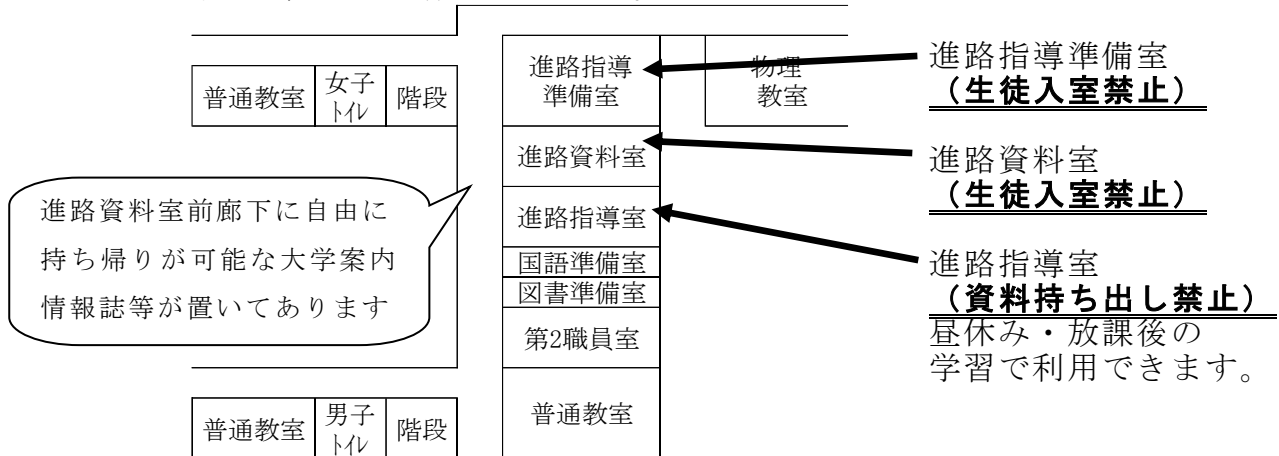 進路指導
準備室
物理
教室
進路指導準備室
（生徒入室禁止）
普通教室
女子
トイレ
階段
進路資料室
進路資料室
（生徒入室禁止）
進路資料室前廊下に自由に
持ち帰りが可能な大学案内
情報誌等が置いてあります
進路指導室
進路指導室
（資料持ち出し禁止）
昼休み・放課後の
学習で利用できます。
国語準備室
図書準備室
第2職員室
普通教室
男子
トイレ
階段
普通教室